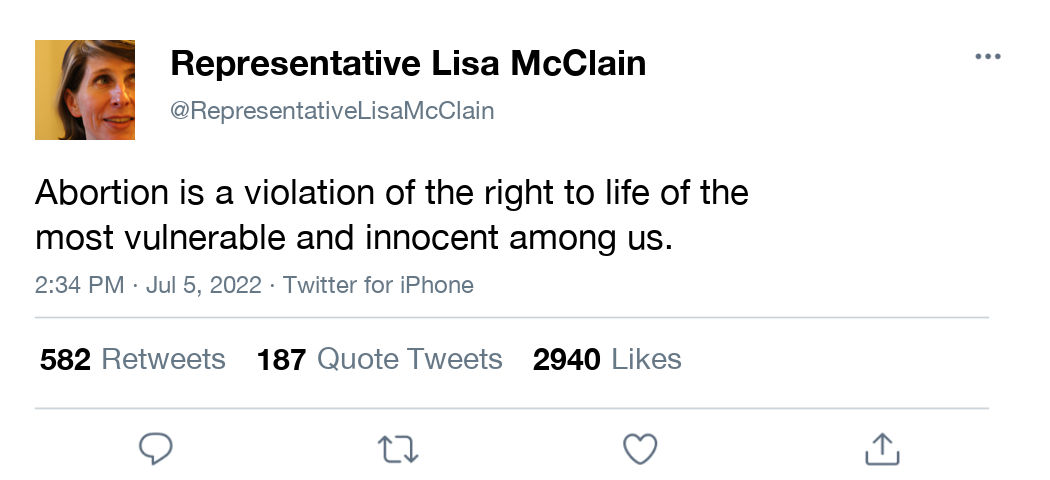 Representative Lisa McClain
@RepresentativeLisaMcClain
Abortion is a violation of the right to life of the
most vulnerable and innocent among us.
2:34 PM · Jul 5, 2022 · Twitter for iPhone
582 Retweets 187 Quote Tweets 2940 Likes